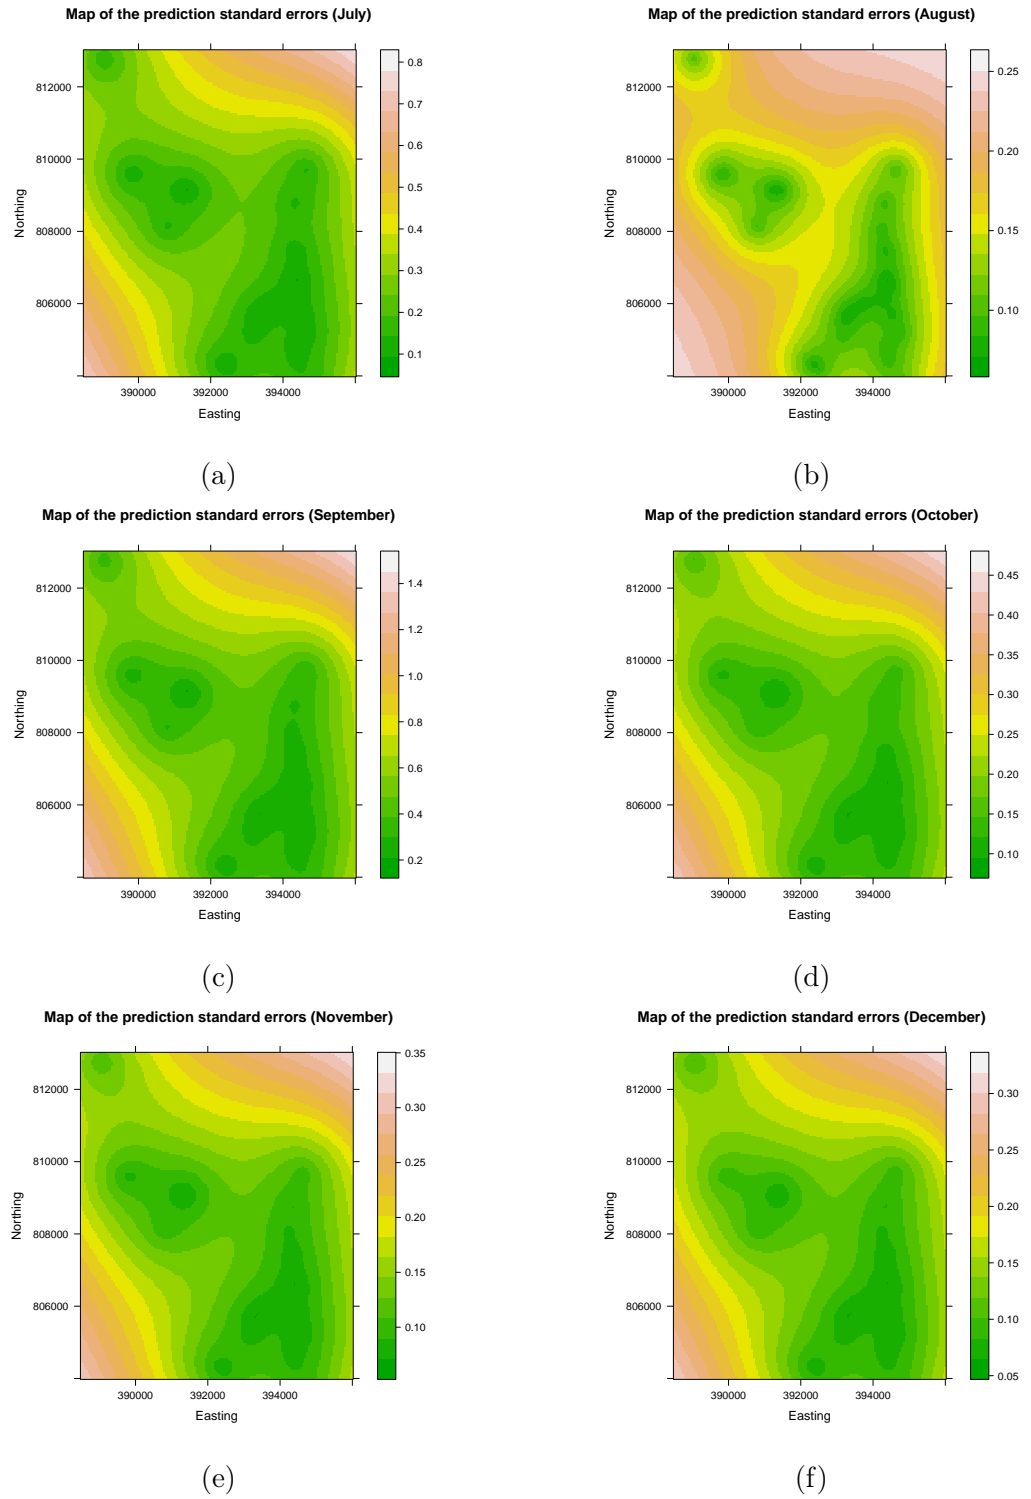 Map of the prediction standard errors (July)
812000
810000
808000
806000
Northing
390000 392000 394000
Easting
0.8
0.7
0.6
0.5
0.4
0.3
0.2
0.1
(a)
Map of the prediction standard errors (August)
812000
810000
808000
806000
Northing
390000 392000 394000
Easting
0.25
0.20
0.15
0.10
(b)
Map of the prediction standard errors (September)
812000
810000
808000
806000
Northing
390000 392000 394000
Easting
1.4
1.2
1.0
0.8
0.6
0.4
0.2
(c)
Map of the prediction standard errors (October)
812000
810000
808000
806000
Northing
390000 392000 394000
Easting
0.45
0.40
0.35
0.30
0.25
0.20
0.15
0.10
(d)
Map of the prediction standard errors (November)
812000
810000
808000
806000
Northing
390000 392000 394000
Easting
0.35
0.30
0.25
0.20
0.15
0.10
(e)
Map of the prediction standard errors (December)
812000
810000
808000
806000
Northing
390000 392000 394000
Easting
0.30
0.25
0.20
0.15
0.10
0.05
(f)